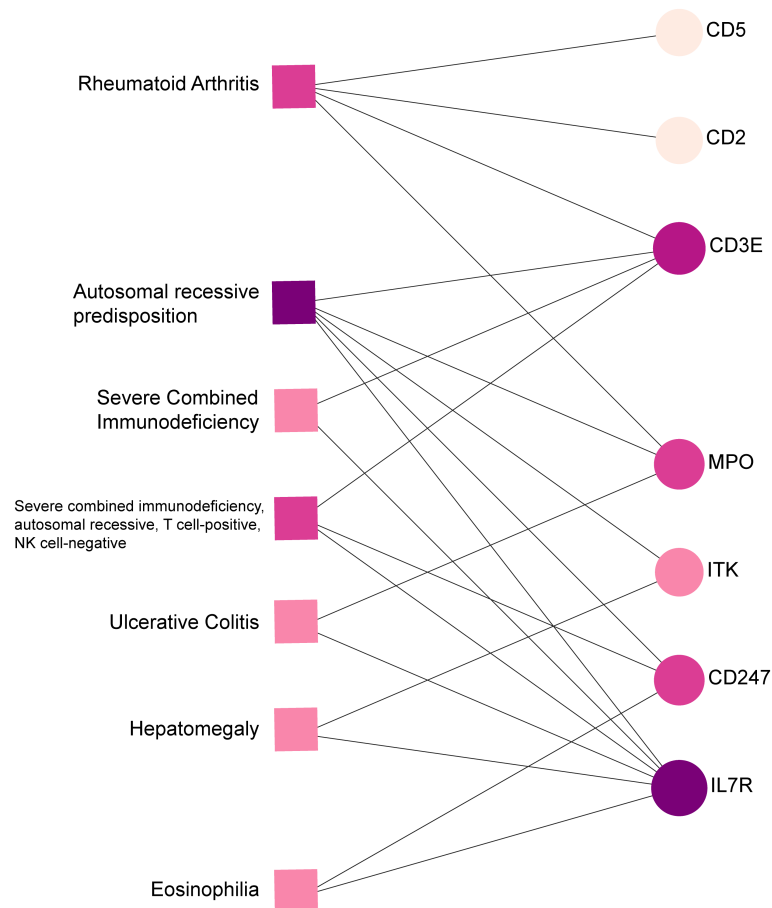 CD5
Rheumatoid Arthritis
CD2
CD3E
Autosomal recessive
predisposition
Severe Combined
Immunodeficiency
MPO
Severe combined immunodeficiency,
autosomal recessive, T cell-positive,
NK cell-negative
ITK
Ulcerative Colitis
CD247
Hepatomegaly
IL7R
Eosinophilia